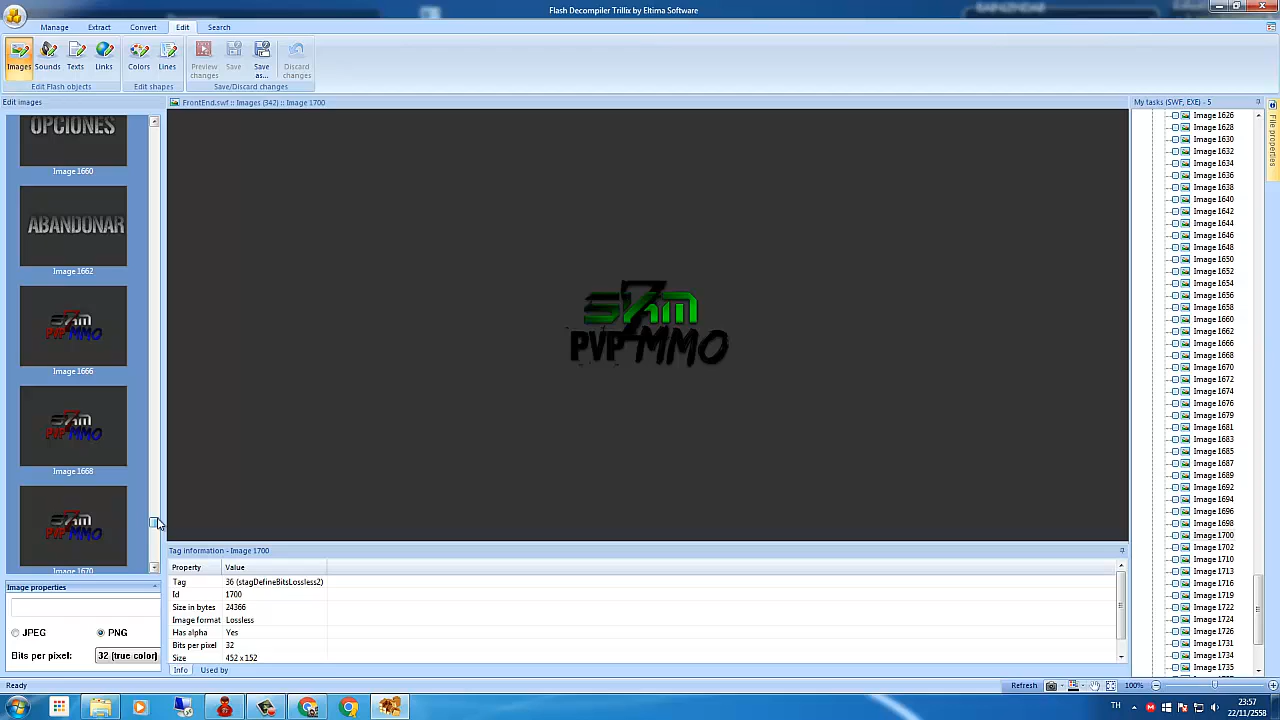 Flash Decompiler Trillix by Eltima Software
Manage Extract Convert Edit Search
Images Sounds Texts Links Colors Lines Preview changes Save Save as... Discard changes
Edit Flash objects Edit shapes Save/Discard changes
Edit images
FrontEnd.swf :: Images (342) :: Image 1700
My tasks (SWF, EXE) - 5
File properties
OPCIONES
Image 1660
ABANDONAR
Image 1662
PVP MMO
Image 1666
PVP MMO
Image 1668
PVP MMO
Image 1670
PVP MMO
Image 1626
Image 1628
Image 1630
Image 1632
Image 1634
Image 1636
Image 1638
Image 1640
Image 1642
Image 1644
Image 1646
Image 1648
Image 1650
Image 1652
Image 1654
Image 1656
Image 1658
Image 1660
Image 1662
Image 1666
Image 1668
Image 1670
Image 1672
Image 1674
Image 1676
Image 1679
Image 1681
Image 1683
Image 1685
Image 1687
Image 1689
Image 1692
Image 1694
Image 1696
Image 1698
Image 1700
Image 1702
Image 1710
Image 1713
Image 1716
Image 1719
Image 1722
Image 1724
Image 1726
Image 1731
Image 1734
Image 1735
Image properties
JPEG PNG
Bits per pixel: 32 (true color)
Tag information - Image 1700
Property Value
Tag 36 (stagDefineBitsLossless2)
Id 1700
Size in bytes 24366
Image format Lossless
Has alpha Yes
Bits per pixel 32
Size 452 x 152
Info Used by
Ready
Refresh 100%
TH
23:57
22/11/2558